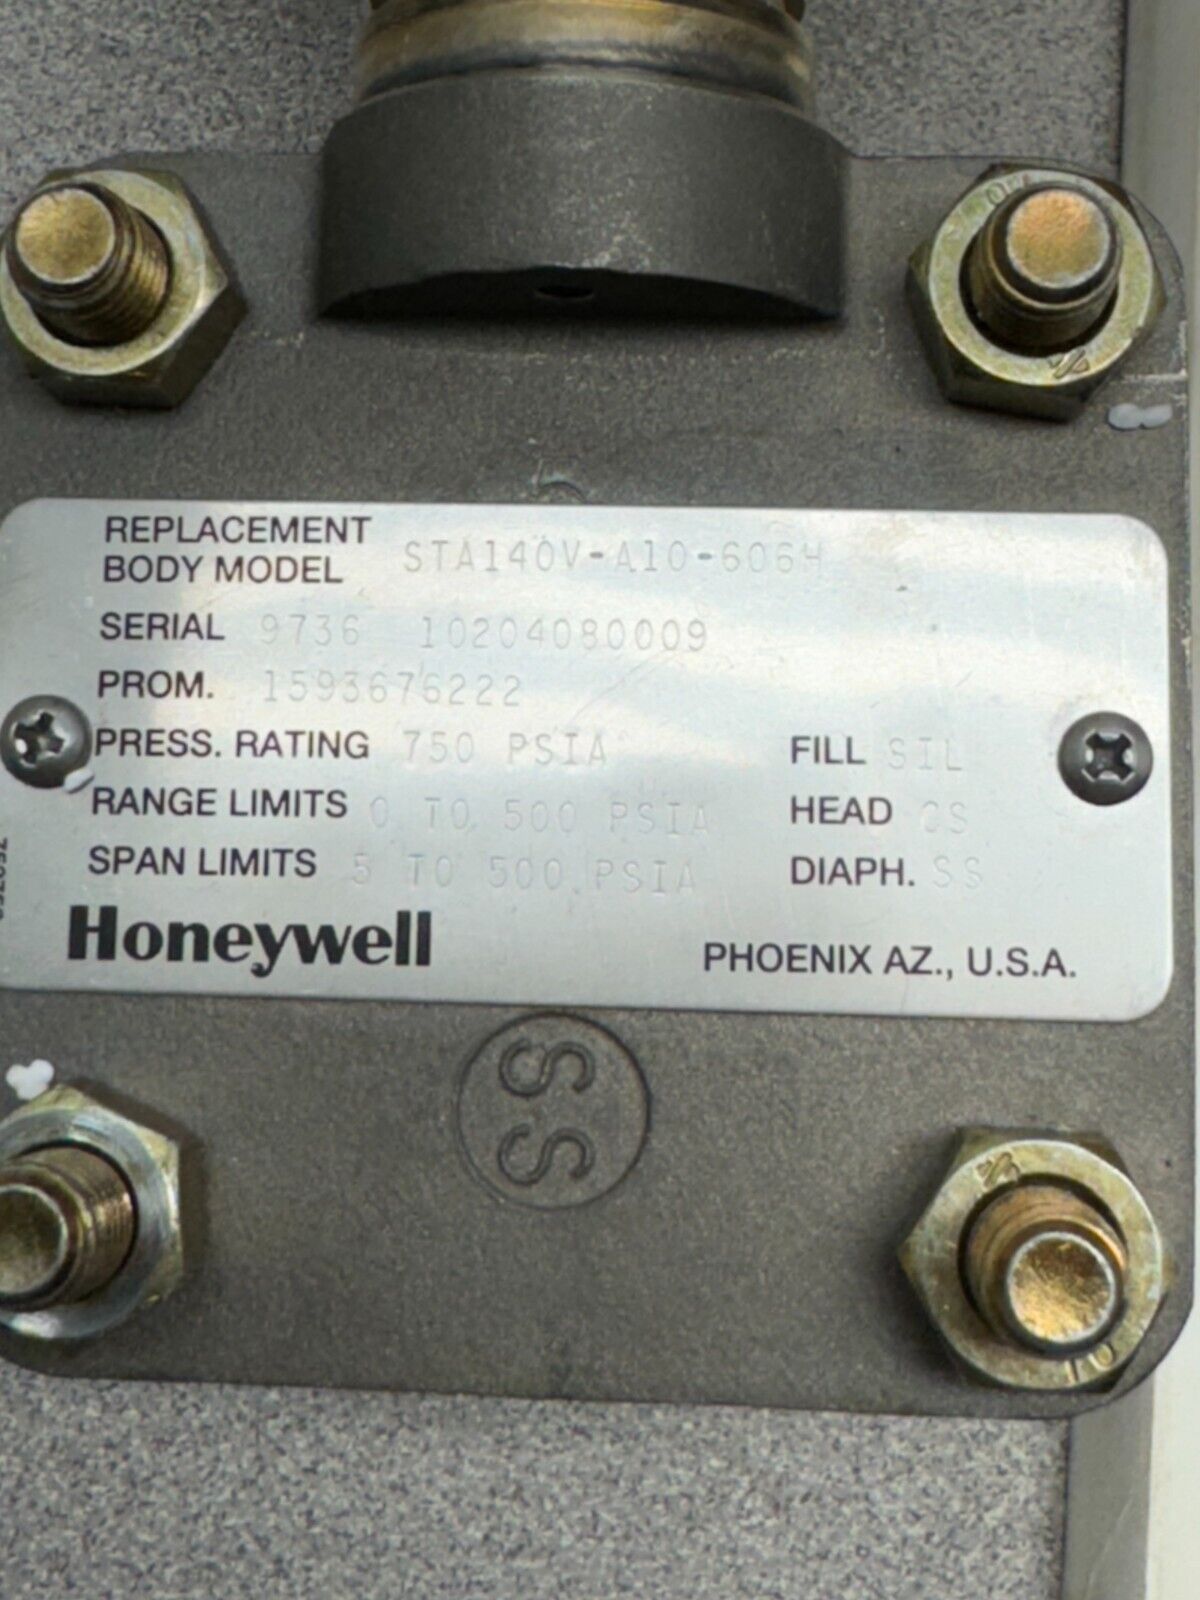 REPLACEMENT
BODY MODEL STA140V-A10-606H
SERIAL 9736 10204080009
PROM. 1593676222
PRESS. RATING 750 PSIA FILL SIL
RANGE LIMITS 0 TO 500 PSIA HEAD CS
SPAN LIMITS 5 TO 500 PSIA DIAPH. SS
Honeywell PHOENIX AZ., U.S.A.
SS